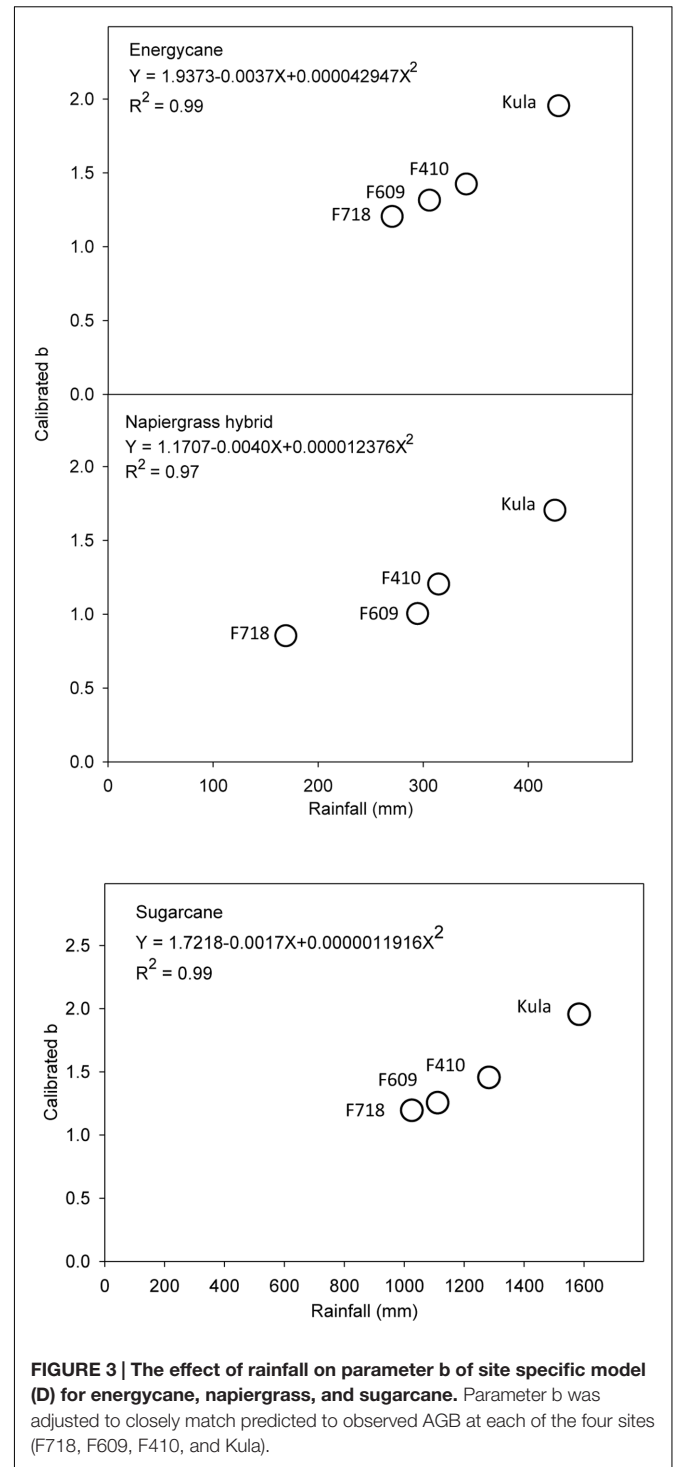 Energycane
Y = 1.9373-0.0037X+0.000042947X²
R² = 0.99
2.0
1.5
1.0
0.5
0.0
Kula
F410
F609
F718
Calibrated b
Napiergrass hybrid
Y = 1.1707-0.0040X+0.000012376X²
R² = 0.97
2.0
1.5
1.0
0.5
0.0
Kula
F410
F609
F718
0 100 200 300 400
Rainfall (mm)
Sugarcane
Y = 1.7218-0.0017X+0.0000011916X²
R² = 0.99
2.5
2.0
1.5
1.0
0.5
0.0
Kula
F410
F609
F718
Calibrated b
0 200 400 600 800 1000 1200 1400 1600
Rainfall (mm)
FIGURE 3 | The effect of rainfall on parameter b of site specific model
(D) for energycane, napiergrass, and sugarcane. Parameter b was
adjusted to closely match predicted to observed AGB at each of the four sites
(F718, F609, F410, and Kula).